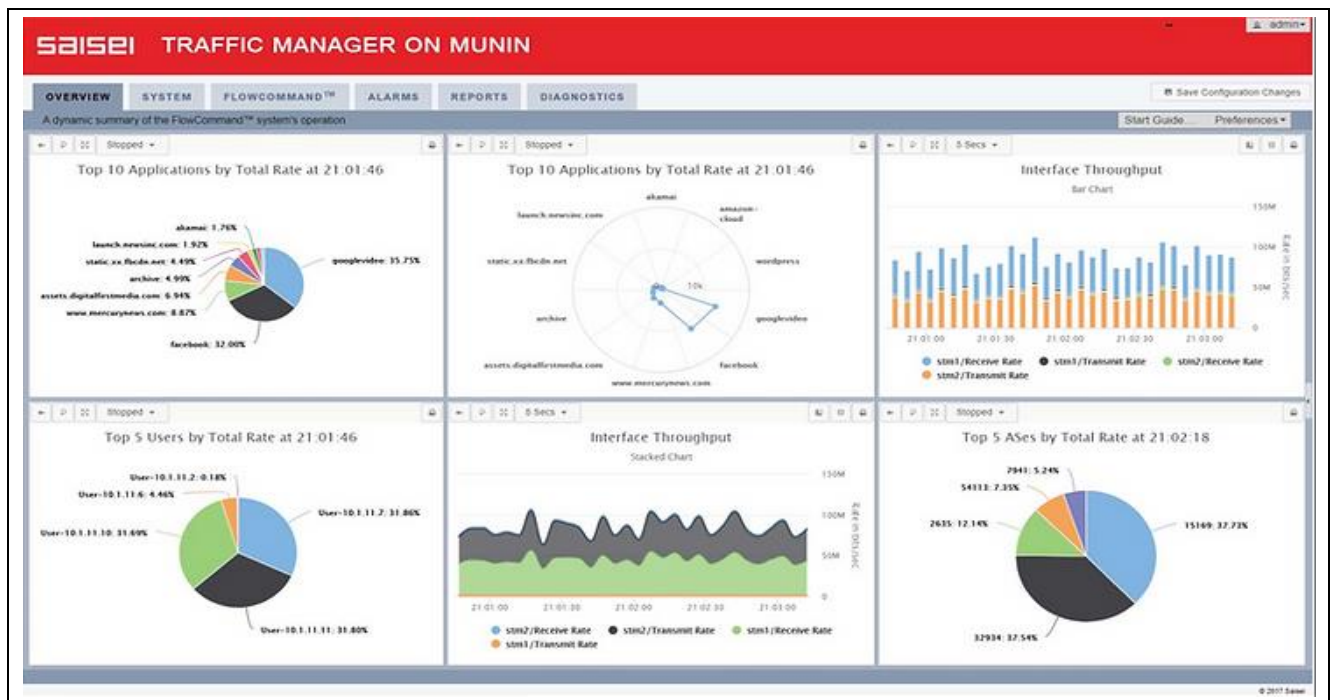 admin
saisei TRAFFIC MANAGER ON MUNIN
OVERVIEW SYSTEM FLOWCOMMAND™ ALARMS REPORTS DIAGNOSTICS
Save Configuration Changes
A dynamic summary of the FlowCommand™ system's operation
Start Guide... Preferences
Stopped
Top 10 Applications by Total Rate at 21:01:46
akamai: 1.76%
launch.newsinc.com: 1.92%
static.xx.fbcdn.net: 4.49%
archive: 4.99%
assets.digitalfirstmedia.com: 6.94%
www.mercurynews.com: 8.87%
facebook: 32.00%
googlevideo: 35.75%
Stopped
Top 10 Applications by Total Rate at 21:01:46
akamai
amazon-
cloud
wordpress
googlevideo
facebook
www.mercurynews.com
assets.digitalfirstmedia.com
archive
static.xx.fbcdn.net
launch.newsinc.com
10k
5 Secs
Interface Throughput
Bar Chart
150M
100M
50M
0
Rate in bits/sec
21:01:00 21:01:30 21:02:00 21:02:30 21:03:00
stm1/Receive Rate stm1/Transmit Rate stm2/Receive Rate
stm2/Transmit Rate
Stopped
Top 5 Users by Total Rate at 21:01:46
User-10.1.11.2: 0.18%
User-10.1.11.6: 4.46%
User-10.1.11.10: 31.69%
User-10.1.11.2: 31.86%
User-10.1.11.11: 31.80%
5 Secs
Interface Throughput
Stacked Chart
150M
100M
50M
0
Rate in bits/sec
21:01:00 21:01:30 21:02:00 21:02:30 21:03:00
stm2/Receive Rate stm2/Transmit Rate stm1/Receive Rate
stm1/Transmit Rate
Stopped
Top 5 ASes by Total Rate at 21:02:18
7941: 5.24%
54113: 7.35%
2635: 12.14%
15169: 37.73%
32934: 37.54%
© 2017 Saisei